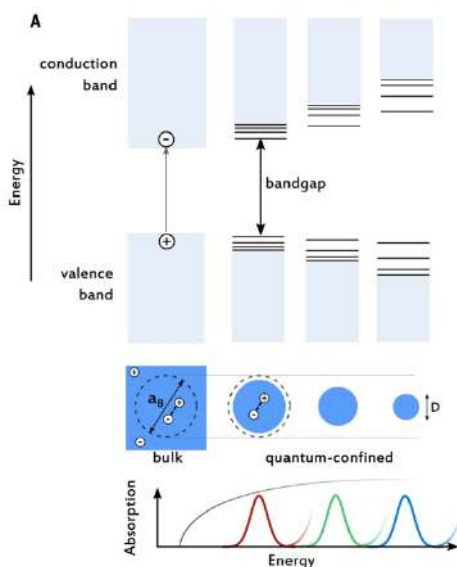 A
conduction
band
−
bandgap
Energy
+
valence
band
+
a_B
+
−
−
+
−
D
bulk
quantum-confined
Absorption
Energy